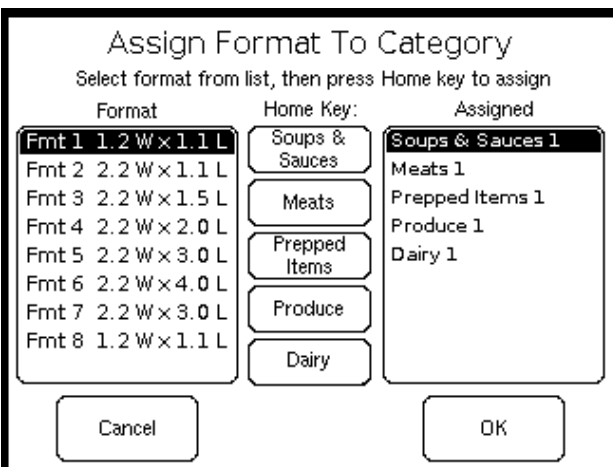 Assign Format To Category
Select format from list, then press Home key to assign
Format
Fmt 1 1.2 W x 1.1 L
Fmt 2 2.2 W x 1.1 L
Fmt 3 2.2 W x 1.5 L
Fmt 4 2.2 W x 2.0 L
Fmt 5 2.2 W x 3.0 L
Fmt 6 2.2 W x 4.0 L
Fmt 7 2.2 W x 3.0 L
Fmt 8 1.2 W x 1.1 L
Home Key:
Soups &
Sauces
Meats
Prepped
Items
Produce
Dairy
Assigned
Soups & Sauces 1
Meats 1
Prepped Items 1
Produce 1
Dairy 1
Cancel
OK